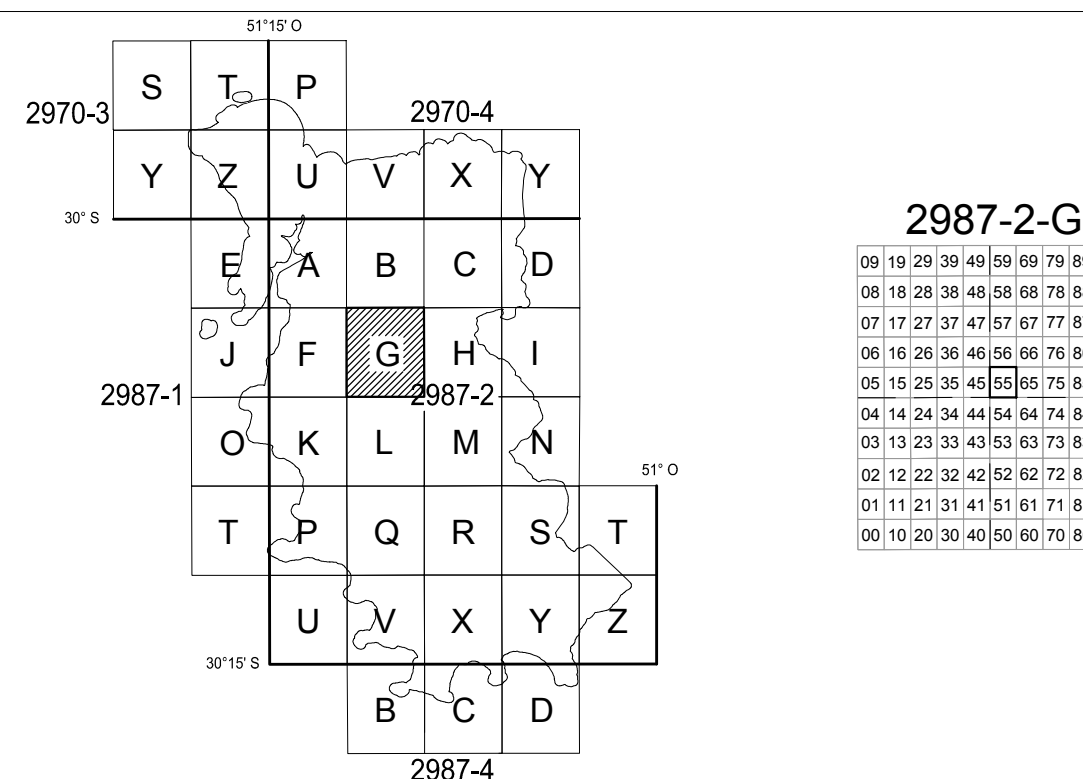 51°15' O
S T P
2970-3
2970-4
Y Z U V X Y
30° S
E A B C D
J F G H I
2987-1
2987-2
O K L M N
51° O
T P Q R S T
U V X Y Z
30°15' S
B C D
2987-4
2987-2-G
09 19 29 39 49 59 69 79
08 18 28 38 48 58 68 78
07 17 27 37 47 57 67 77
06 16 26 36 46 56 66 76
05 15 25 35 45 55 65 75
04 14 24 34 44 54 64 74
03 13 23 33 43 53 63 73
02 12 22 32 42 52 62 72
01 11 21 31 41 51 61 71
00 10 20 30 40 50 60 70